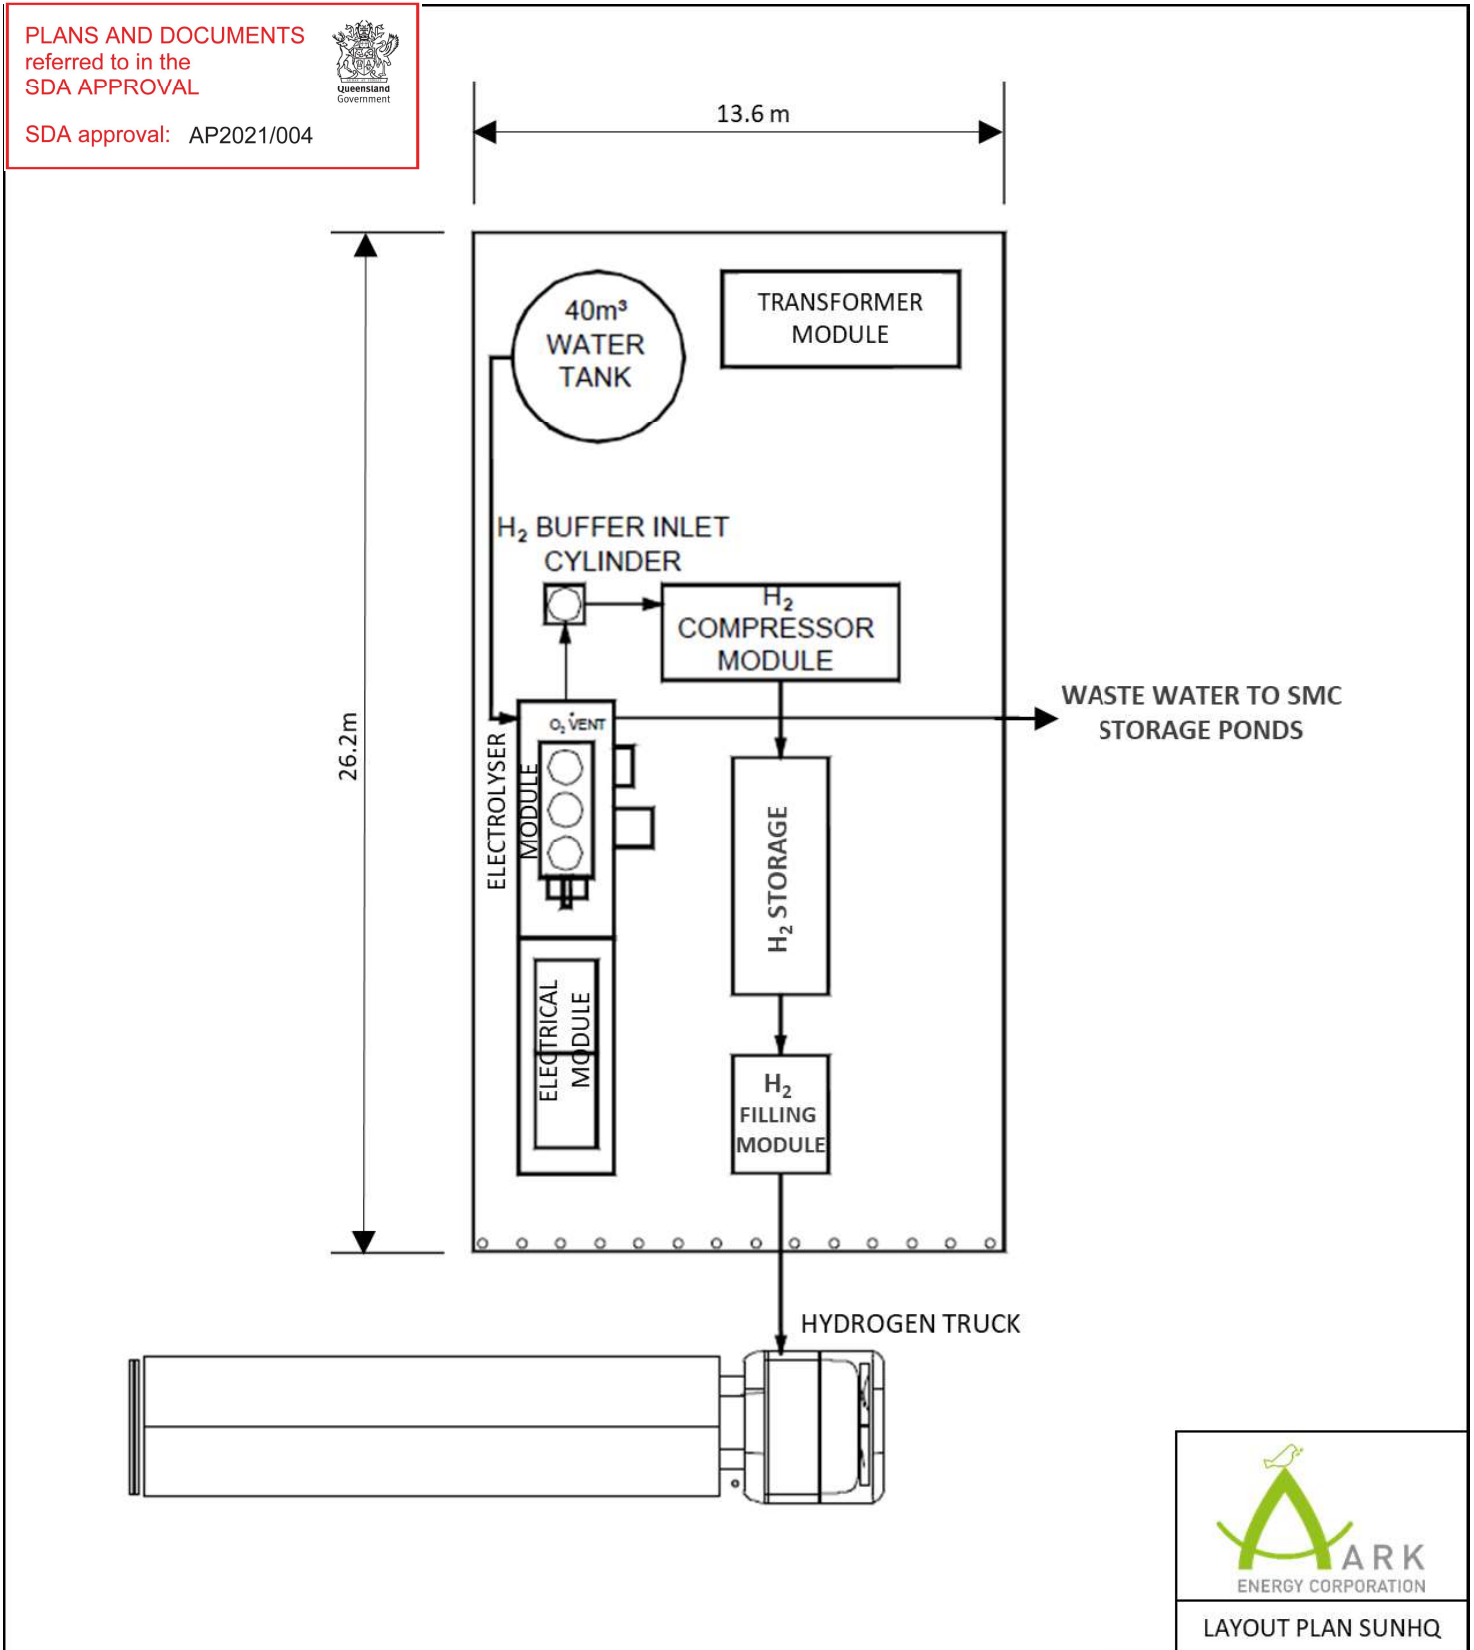 PLANS AND DOCUMENTS
referred to in the
SDA APPROVAL
SDA approval: AP2021/004
Queensland
Government
13.6 m
26.2m
40m³
WATER
TANK
TRANSFORMER
MODULE
H₂ BUFFER INLET
CYLINDER
H₂
COMPRESSOR
MODULE
WASTE WATER TO SMC
STORAGE PONDS
O₂ VENT
ELECTROLYSER
MODULE
H₂ STORAGE
ELECTRICAL
MODULE
H₂
FILLING
MODULE
HYDROGEN TRUCK
ARK
ENERGY CORPORATION
LAYOUT PLAN SUNHQ